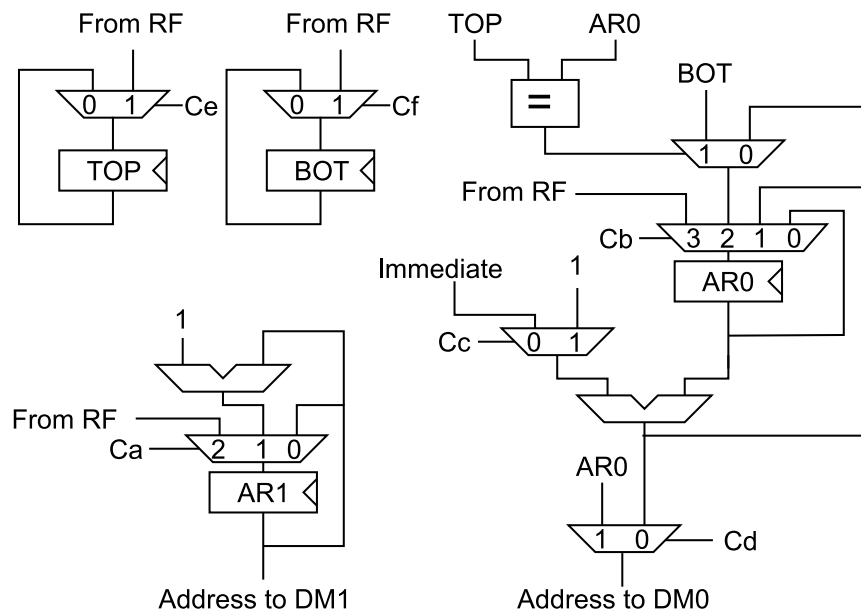 From RF
From RF
TOP
AR0
0 1
Ce
0 1
Cf
=
BOT
TOP
BOT
1 0
From RF
Cb
3 2 1 0
Immediate
1
AR0
1
Cc
0 1
From RF
Ca
2 1 0
AR0
AR1
1 0
Cd
Address to DM1
Address to DM0